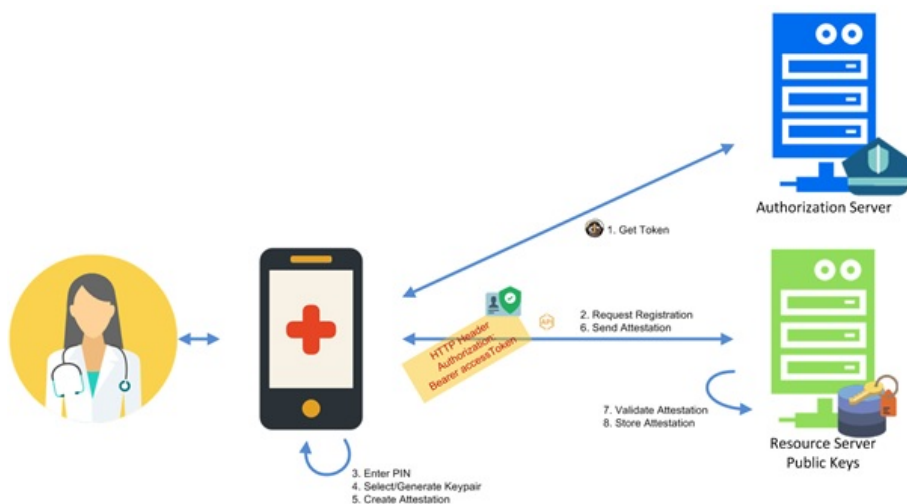 Authorization Server
1. Get Token
2. Request Registration
6. Send Attestation
API
HTTP Header
Authorization:
Bearer accessToken
7. Validate Attestation
8. Store Attestation
3. Enter PIN
4. Select/Generate Keypair
5. Create Attestation
Resource Server
Public Keys